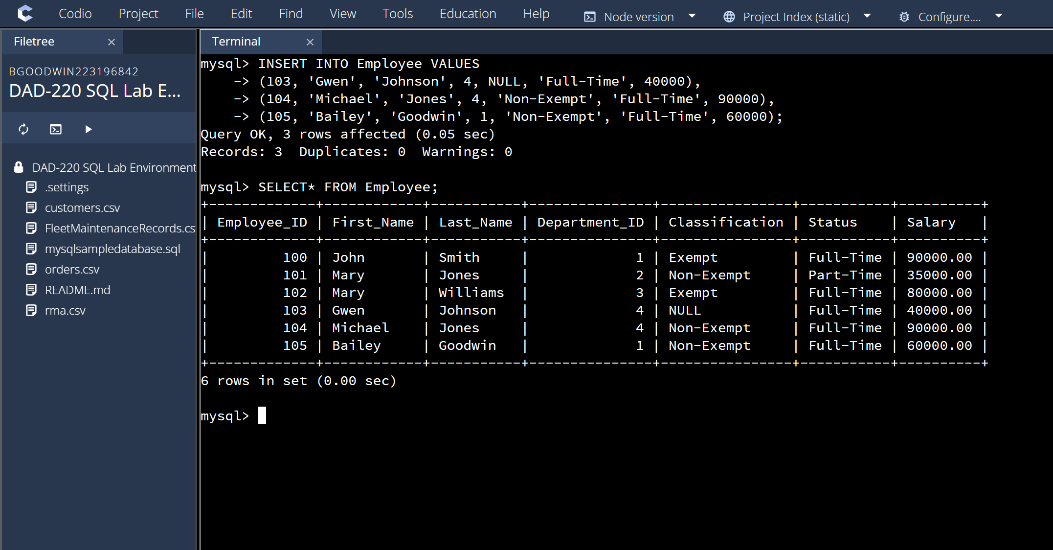 Codio Project File Edit Find View Tools Education Help Node version Project Index (static) Configure....
Filetree ×
Terminal ×
BGOODWIN223196842
DAD-220 SQL Lab E...
DAD-220 SQL Lab Environment
.settings
customers.csv
FleetMaintenanceRecords.cs
mysqlsampledatabase.sql
orders.csv
README.md
rma.csv
mysql> INSERT INTO Employee VALUES
    -> (103, 'Gwen', 'Johnson', 4, NULL, 'Full-Time', 40000),
    -> (104, 'Michael', 'Jones', 4, 'Non-Exempt', 'Full-Time', 90000),
    -> (105, 'Bailey', 'Goodwin', 1, 'Non-Exempt', 'Full-Time', 60000);
Query OK, 3 rows affected (0.05 sec)
Records: 3  Duplicates: 0  Warnings: 0
mysql> SELECT* FROM Employee;
+-------------+------------+-----------+---------------+----------------+-----------+----------+
| Employee_ID | First_Name | Last_Name | Department_ID | Classification | Status    | Salary   |
+-------------+------------+-----------+---------------+----------------+-----------+----------+
|         100 | John       | Smith     |             1 | Exempt         | Full-Time | 90000.00 |
|         101 | Mary       | Jones     |             2 | Non-Exempt     | Part-Time | 35000.00 |
|         102 | Mary       | Williams  |             3 | Exempt         | Full-Time | 80000.00 |
|         103 | Gwen       | Johnson   |             4 | NULL           | Full-Time | 40000.00 |
|         104 | Michael    | Jones     |             4 | Non-Exempt     | Full-Time | 90000.00 |
|         105 | Bailey     | Goodwin   |             1 | Non-Exempt     | Full-Time | 60000.00 |
+-------------+------------+-----------+---------------+----------------+-----------+----------+
6 rows in set (0.00 sec)
mysql>